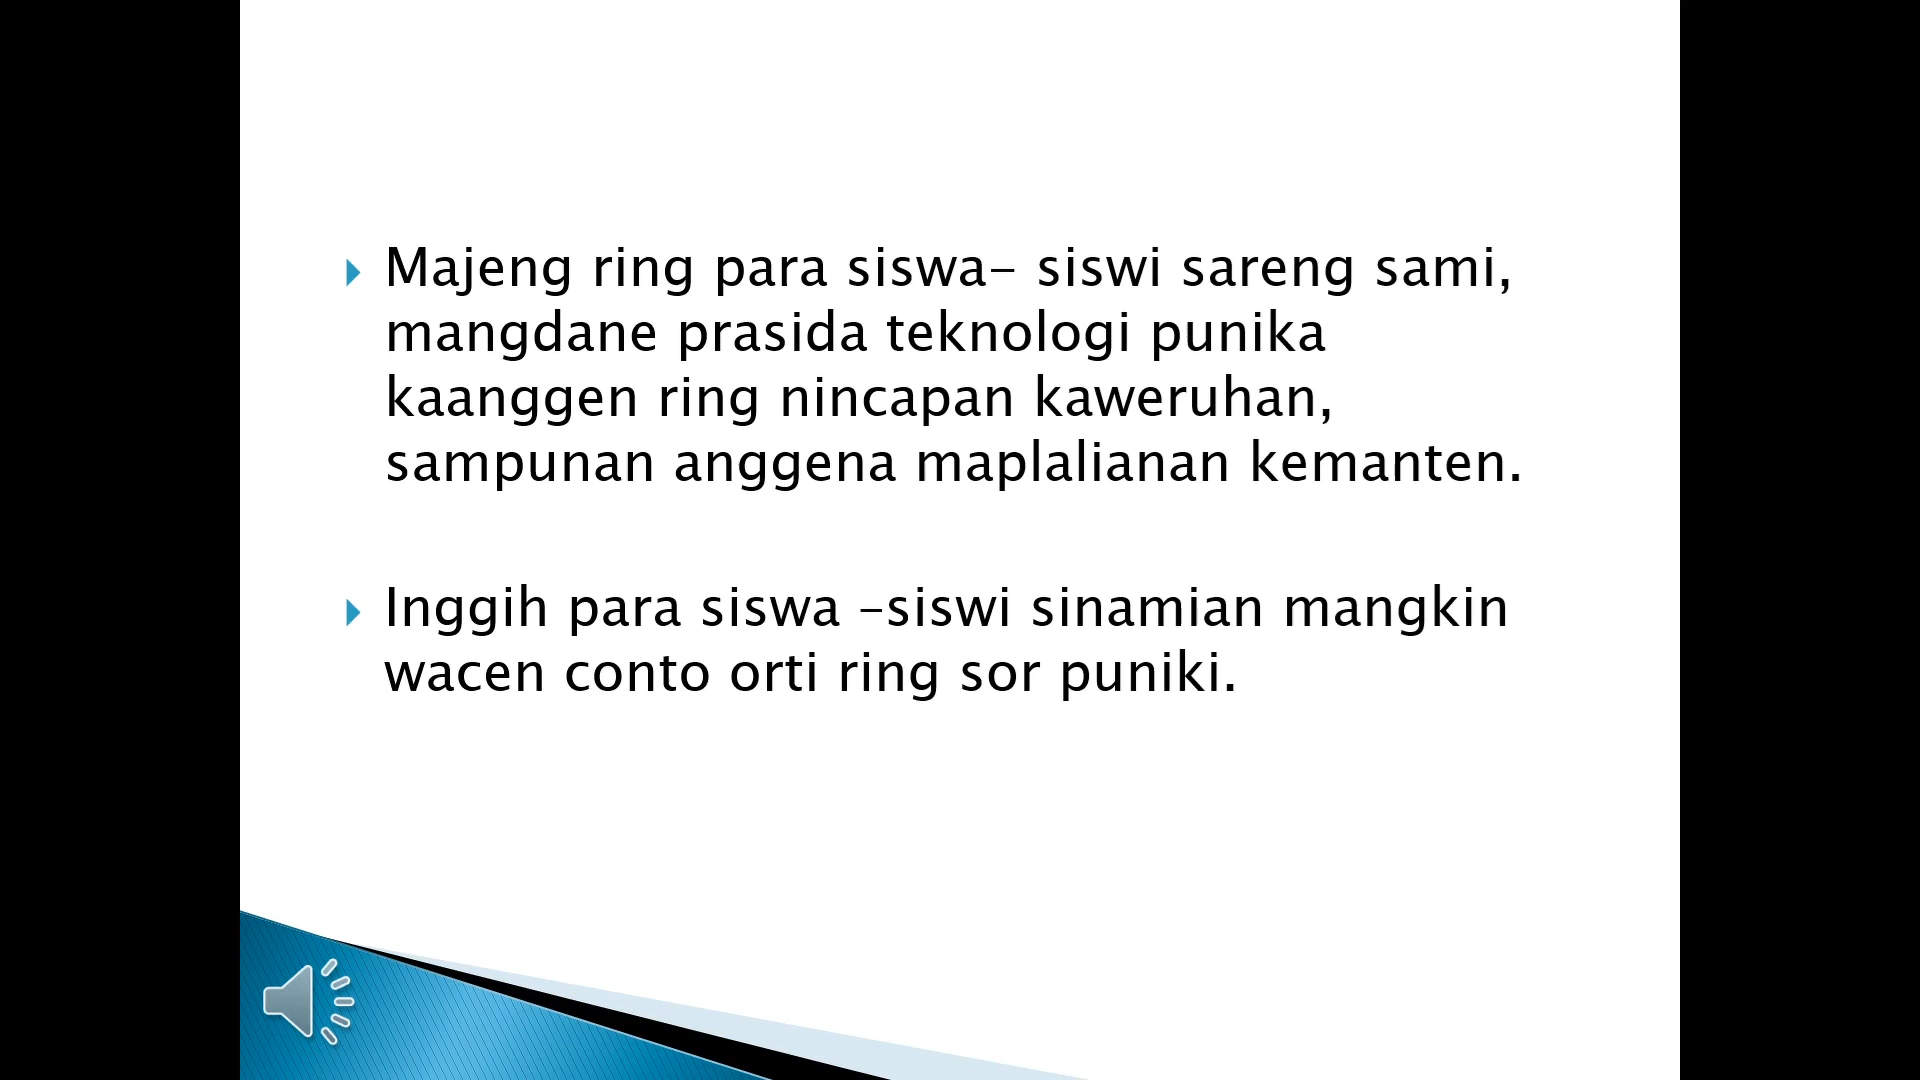 Majeng ring para siswa- siswi sareng sami,
mangdane prasida teknologi punika
kaanggen ring nincapan kaweruhan,
sampunan anggena maplalianan kemanten.
Inggih para siswa –siswi sinamian mangkin
wacen conto orti ring sor puniki.